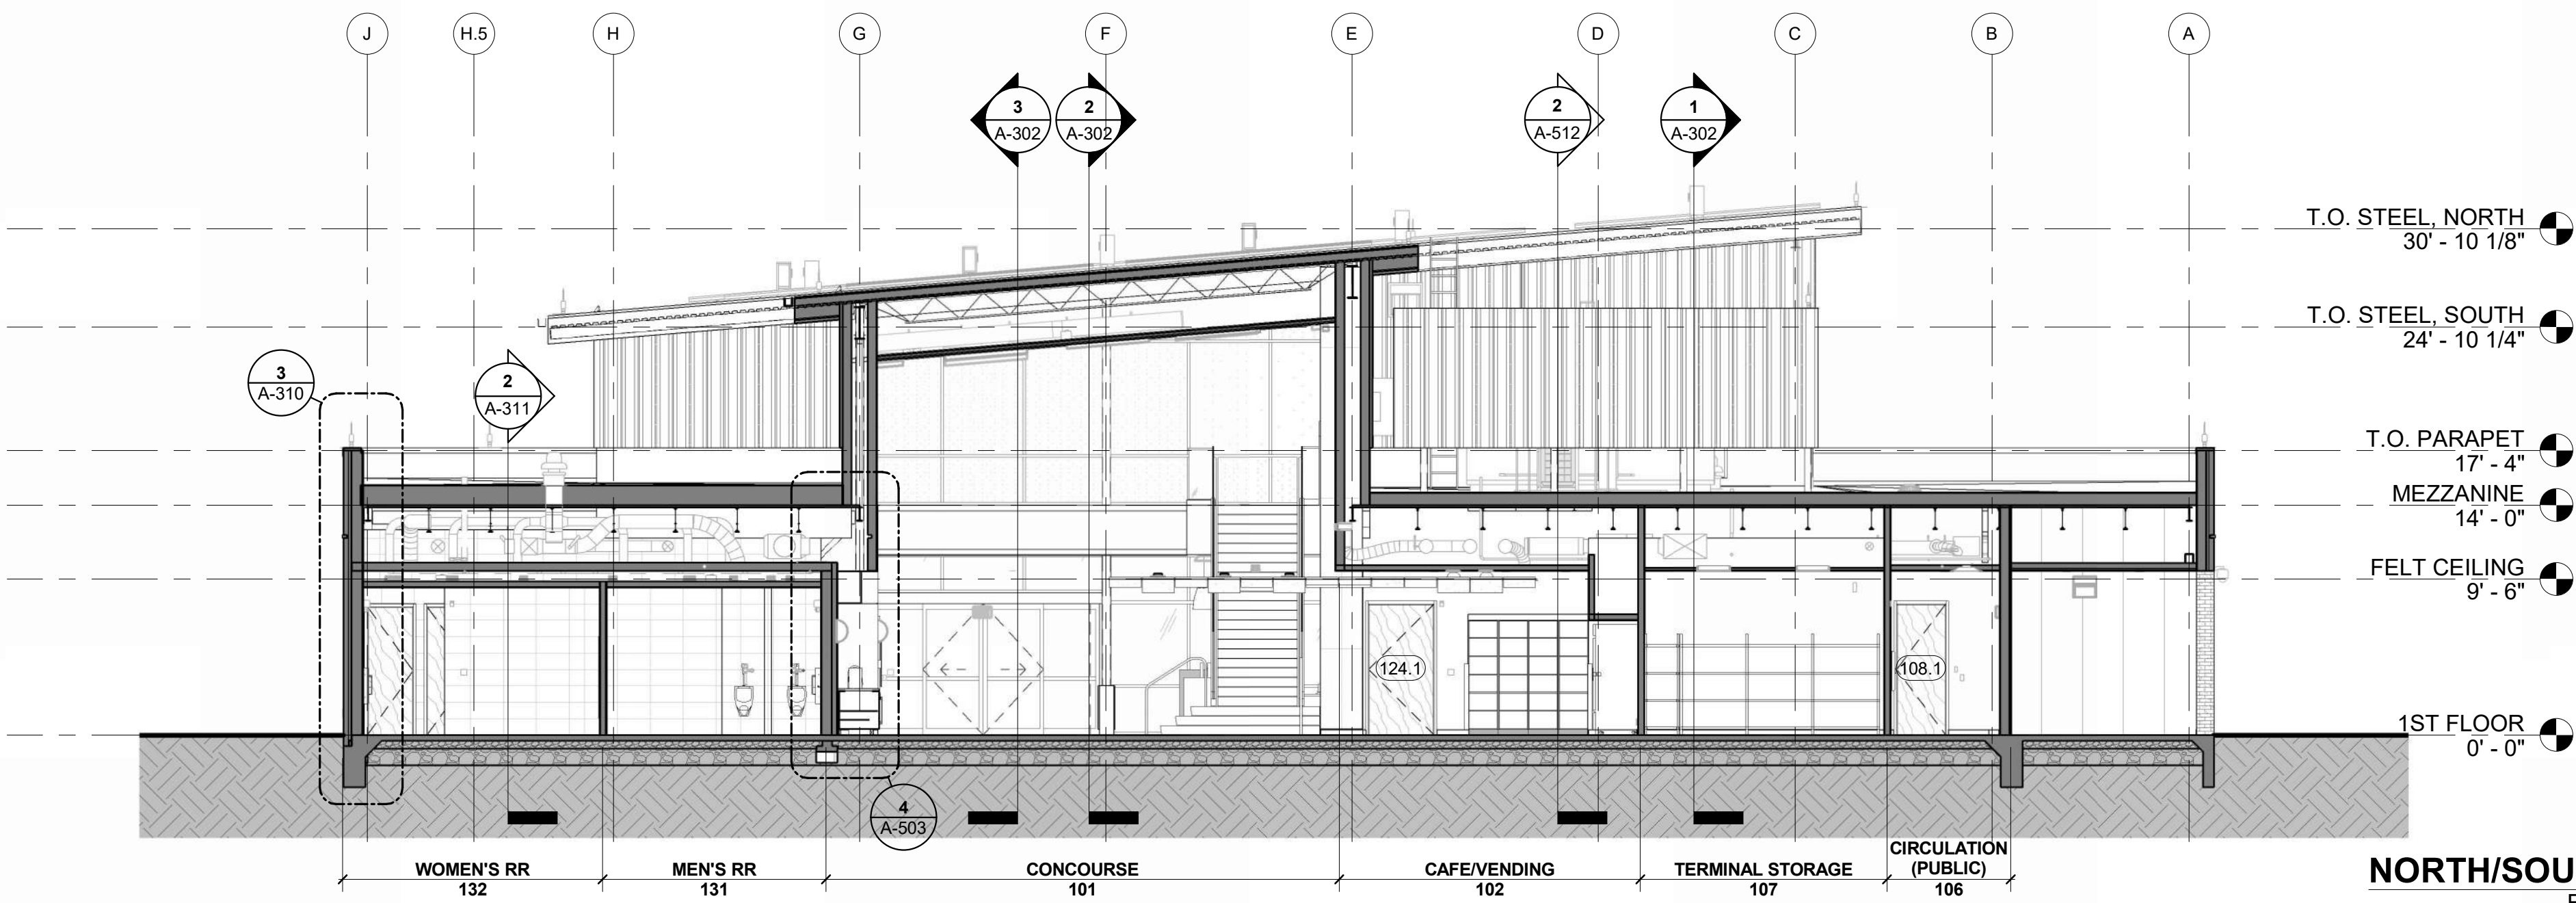 J
H.5
H
G
F
E
D
C
B
A
3
A-302
2
A-302
2
A-512
1
A-302
T.O. STEEL, NORTH
30' - 10 1/8"
T.O. STEEL, SOUTH
24' - 10 1/4"
3
A-310
2
A-311
T.O. PARAPET
17' - 4"
MEZZANINE
14' - 0"
FELT CEILING
9' - 6"
124.1
108.1
1ST FLOOR
0' - 0"
4
A-503
WOMEN'S RR
132
MEN'S RR
131
CONCOURSE
101
CAFE/VENDING
102
TERMINAL STORAGE
107
CIRCULATION
(PUBLIC)
106
NORTH/SOU